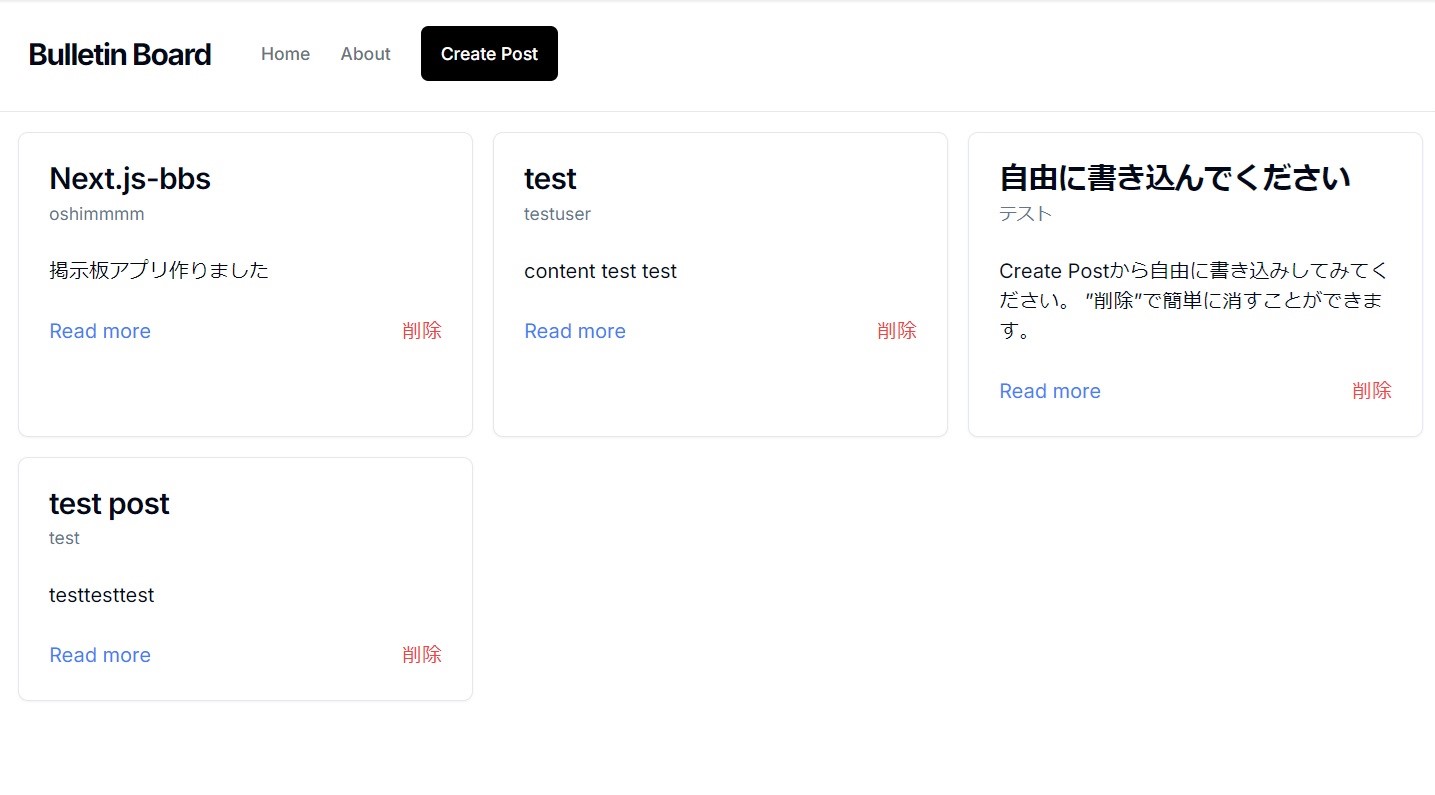 Bulletin Board
Home
About
Create Post
Next.js-bbs
oshimmmm
掲示板アプリ作りました
Read more
削除
test
testuser
content test test
Read more
削除
自由に書き込んでください
テスト
Create Postから自由に書き込みしてみてく
ださい。 ”削除”で簡単に消すことができま
す。
Read more
削除
test post
test
testtesttest
Read more
削除